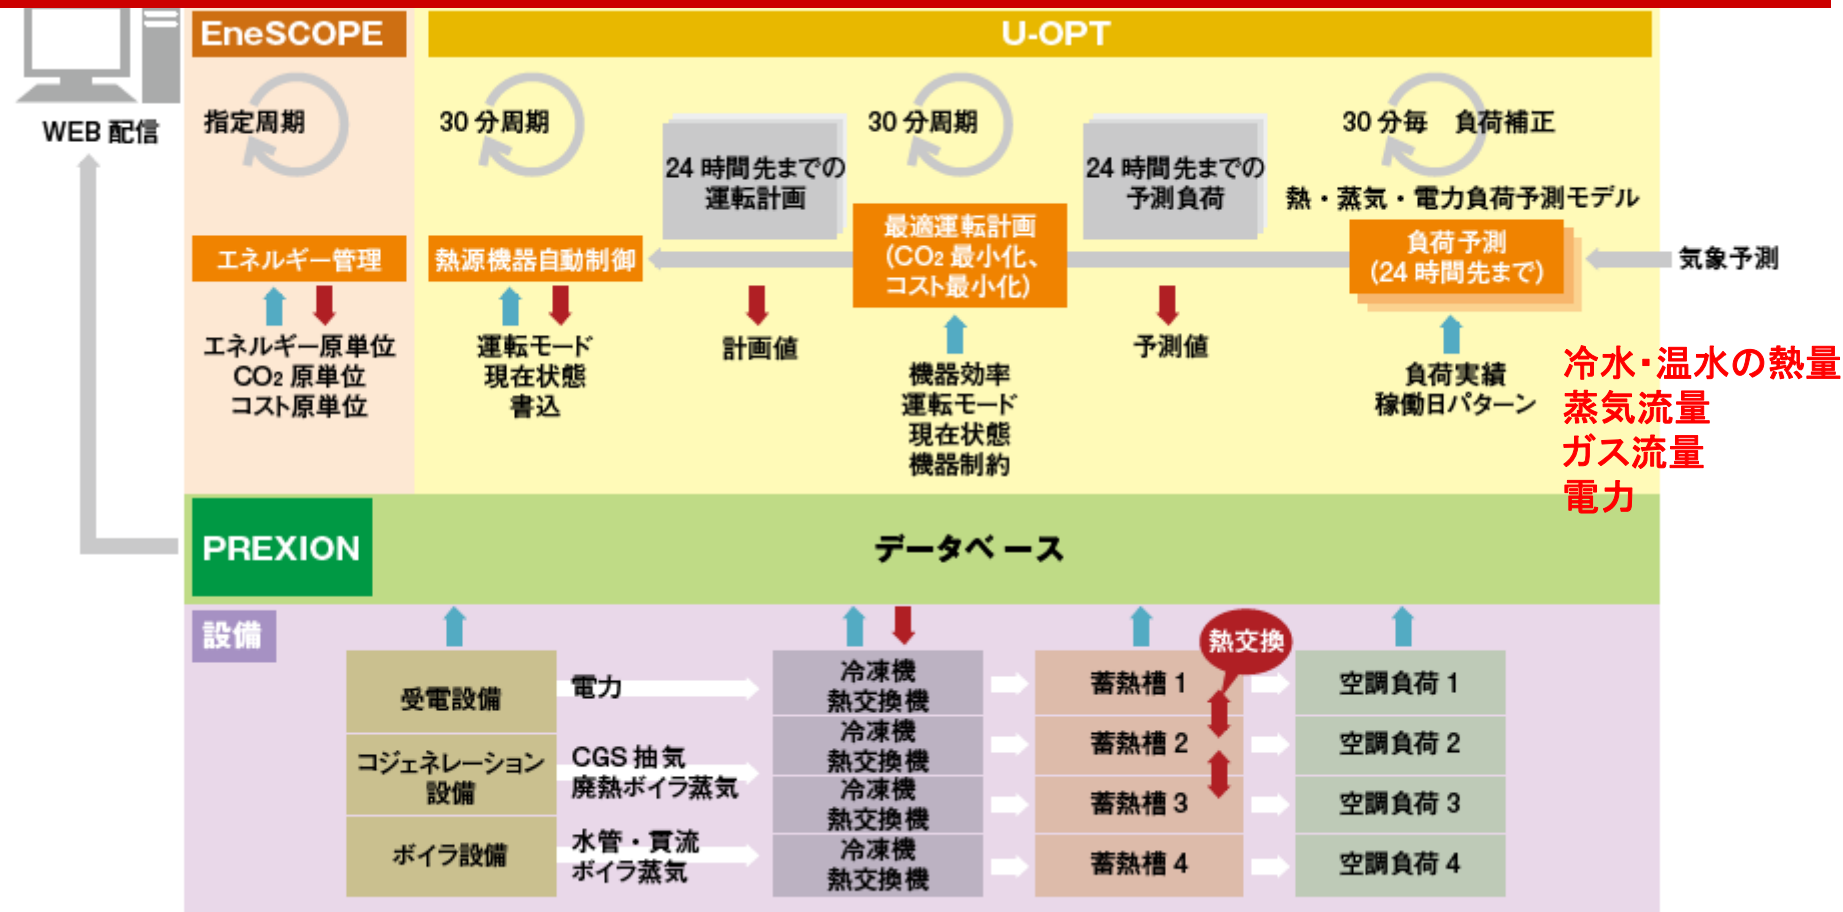 EneSCOPE
U-OPT
WEB 配信
指定周期
30 分周期
24 時間先までの
運転計画
30 分周期
24 時間先までの
予測負荷
30 分毎　負荷補正
熱・蒸気・電力負荷予測モデル
エネルギー管理
熱源機器自動制御
最適運転計画
(CO2 最小化、
コスト最小化)
負荷予測
(24 時間先まで)
気象予測
エネルギー原単位
CO2 原単位
コスト原単位
運転モード
現在状態
書込
計画値
機器効率
運転モード
現在状態
機器制約
予測値
負荷実績
稼働日パターン
冷水・温水の熱量
蒸気流量
ガス流量
電力
PREXION
データベース
設備
熱交換
受電設備
電力
冷凍機
熱交換機
蓄熱槽 1
空調負荷 1
コジェネレーション
設備
CGS 抽気
廃熱ボイラ蒸気
冷凍機
熱交換機
蓄熱槽 2
空調負荷 2
冷凍機
熱交換機
蓄熱槽 3
空調負荷 3
ボイラ設備
水管・貫流
ボイラ蒸気
冷凍機
熱交換機
蓄熱槽 4
空調負荷 4